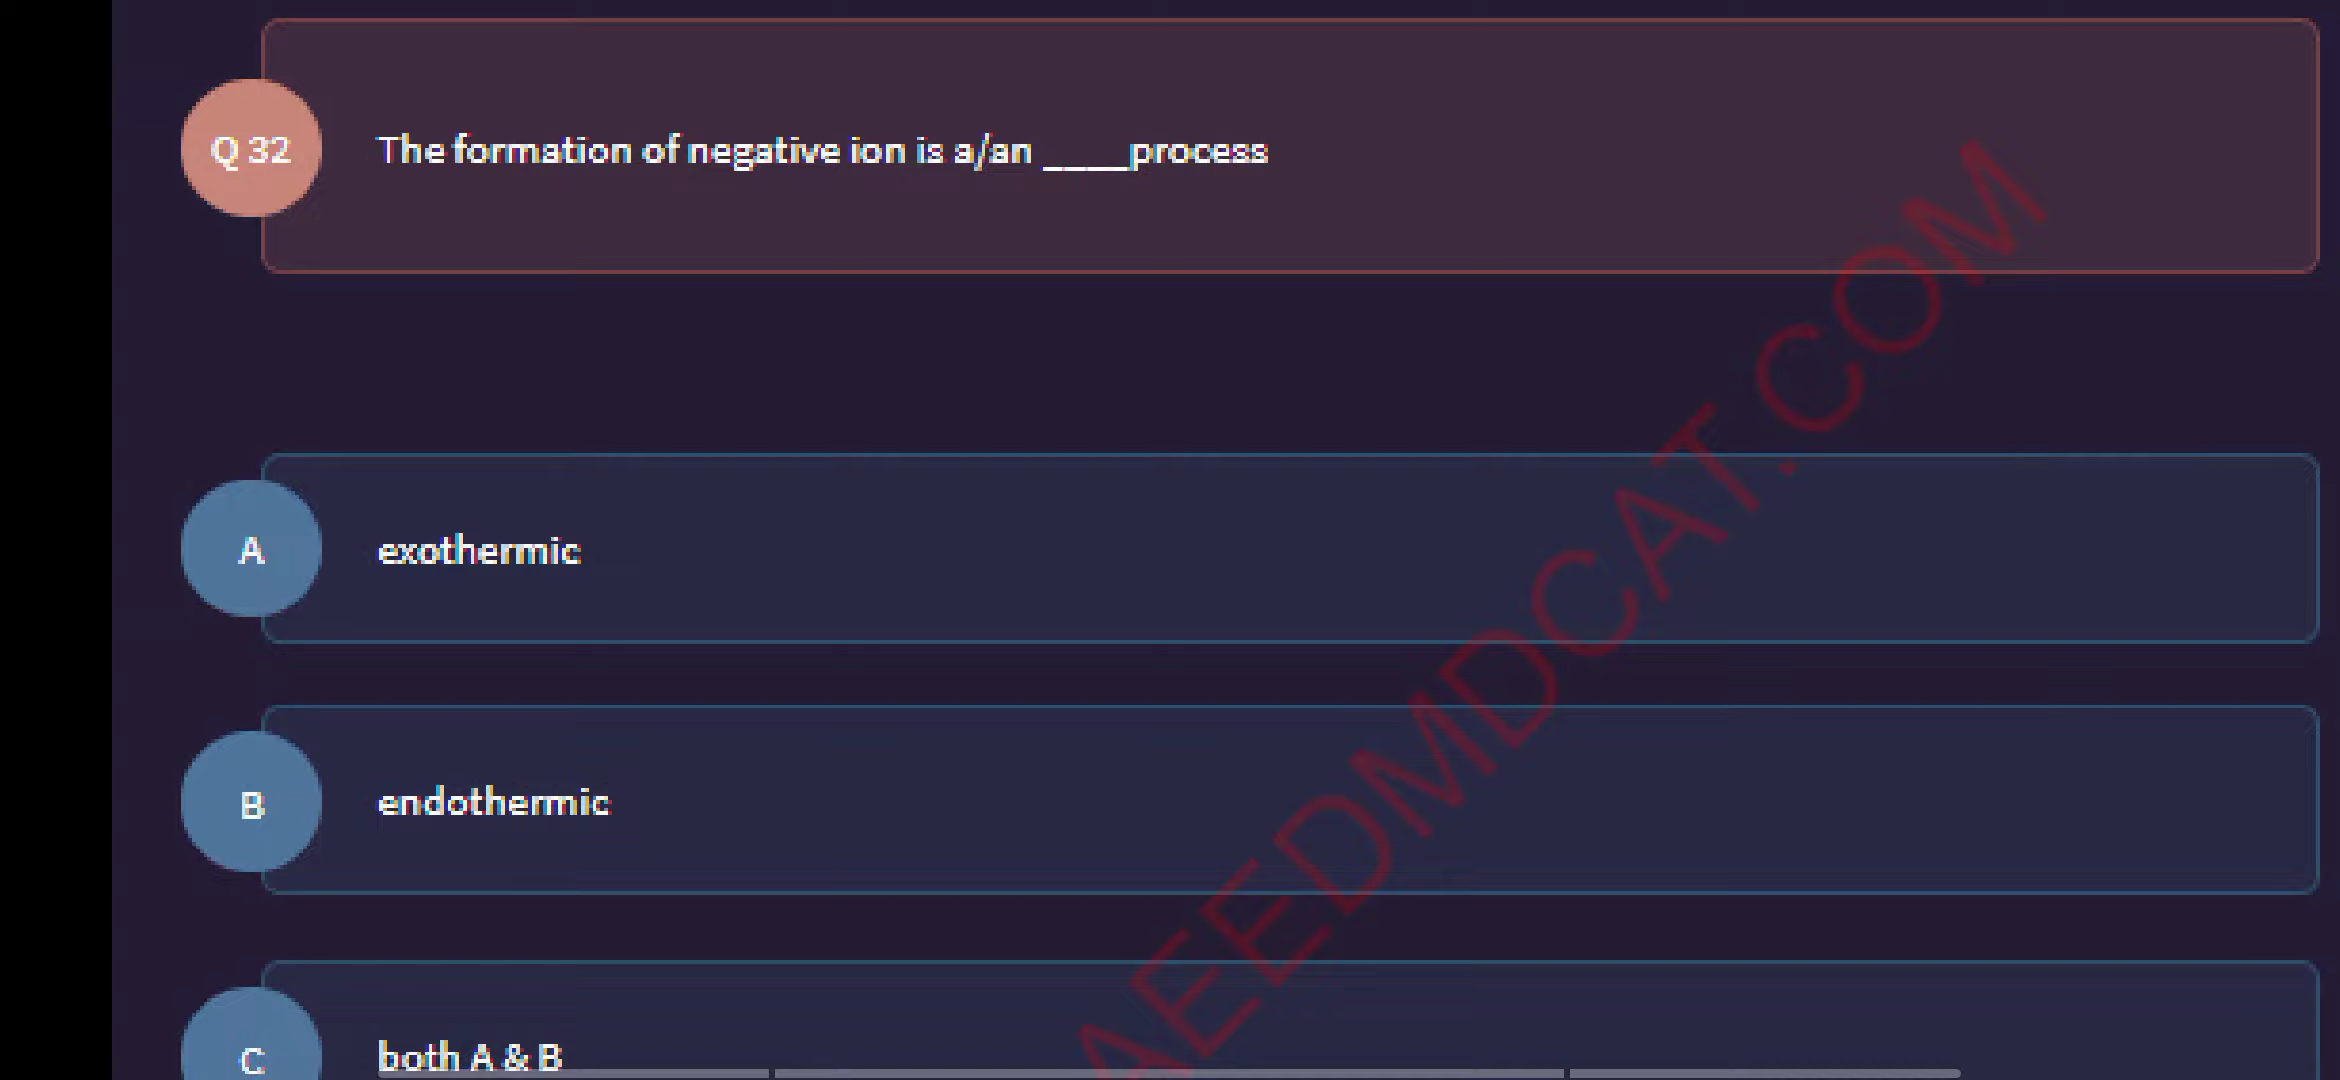 Q 32
The formation of negative ion is a/an ____process
A
exothermic
B
endothermic
C
both A & B
AEEDMDCAT.COM